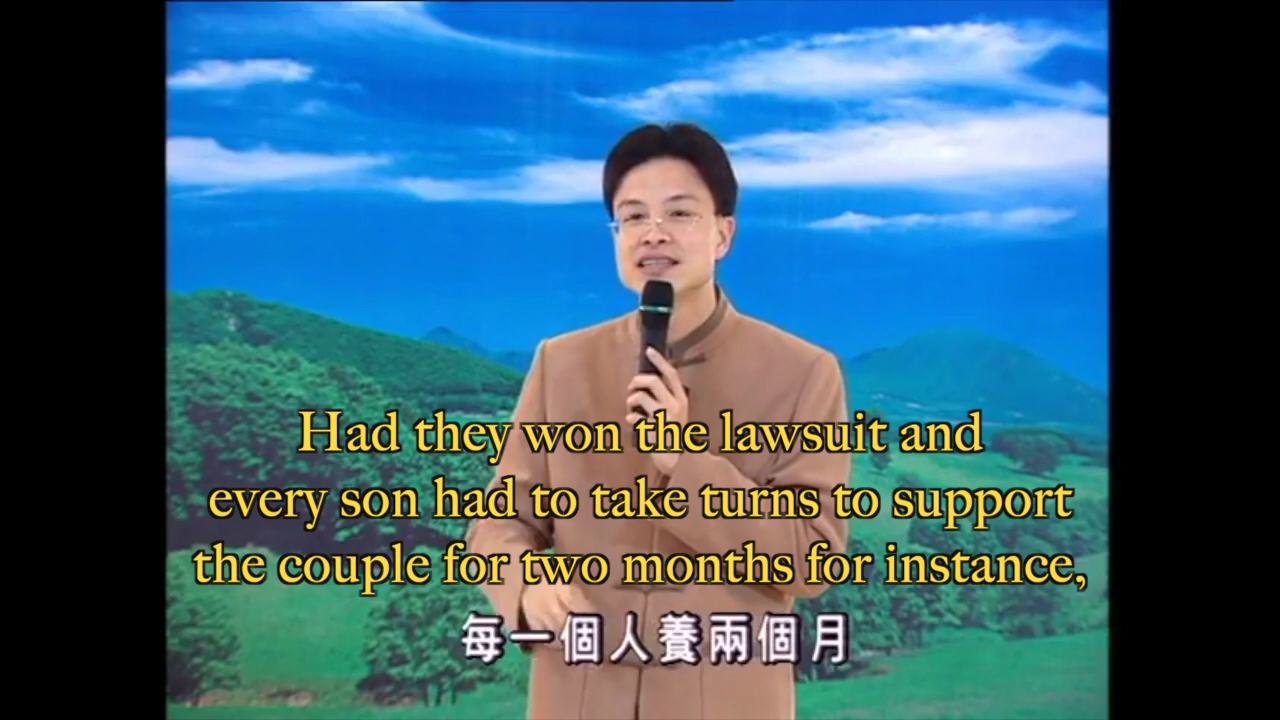 Had they won the lawsuit and
every son had to take turns to support
the couple for two months for instance,
每一個人養兩個月